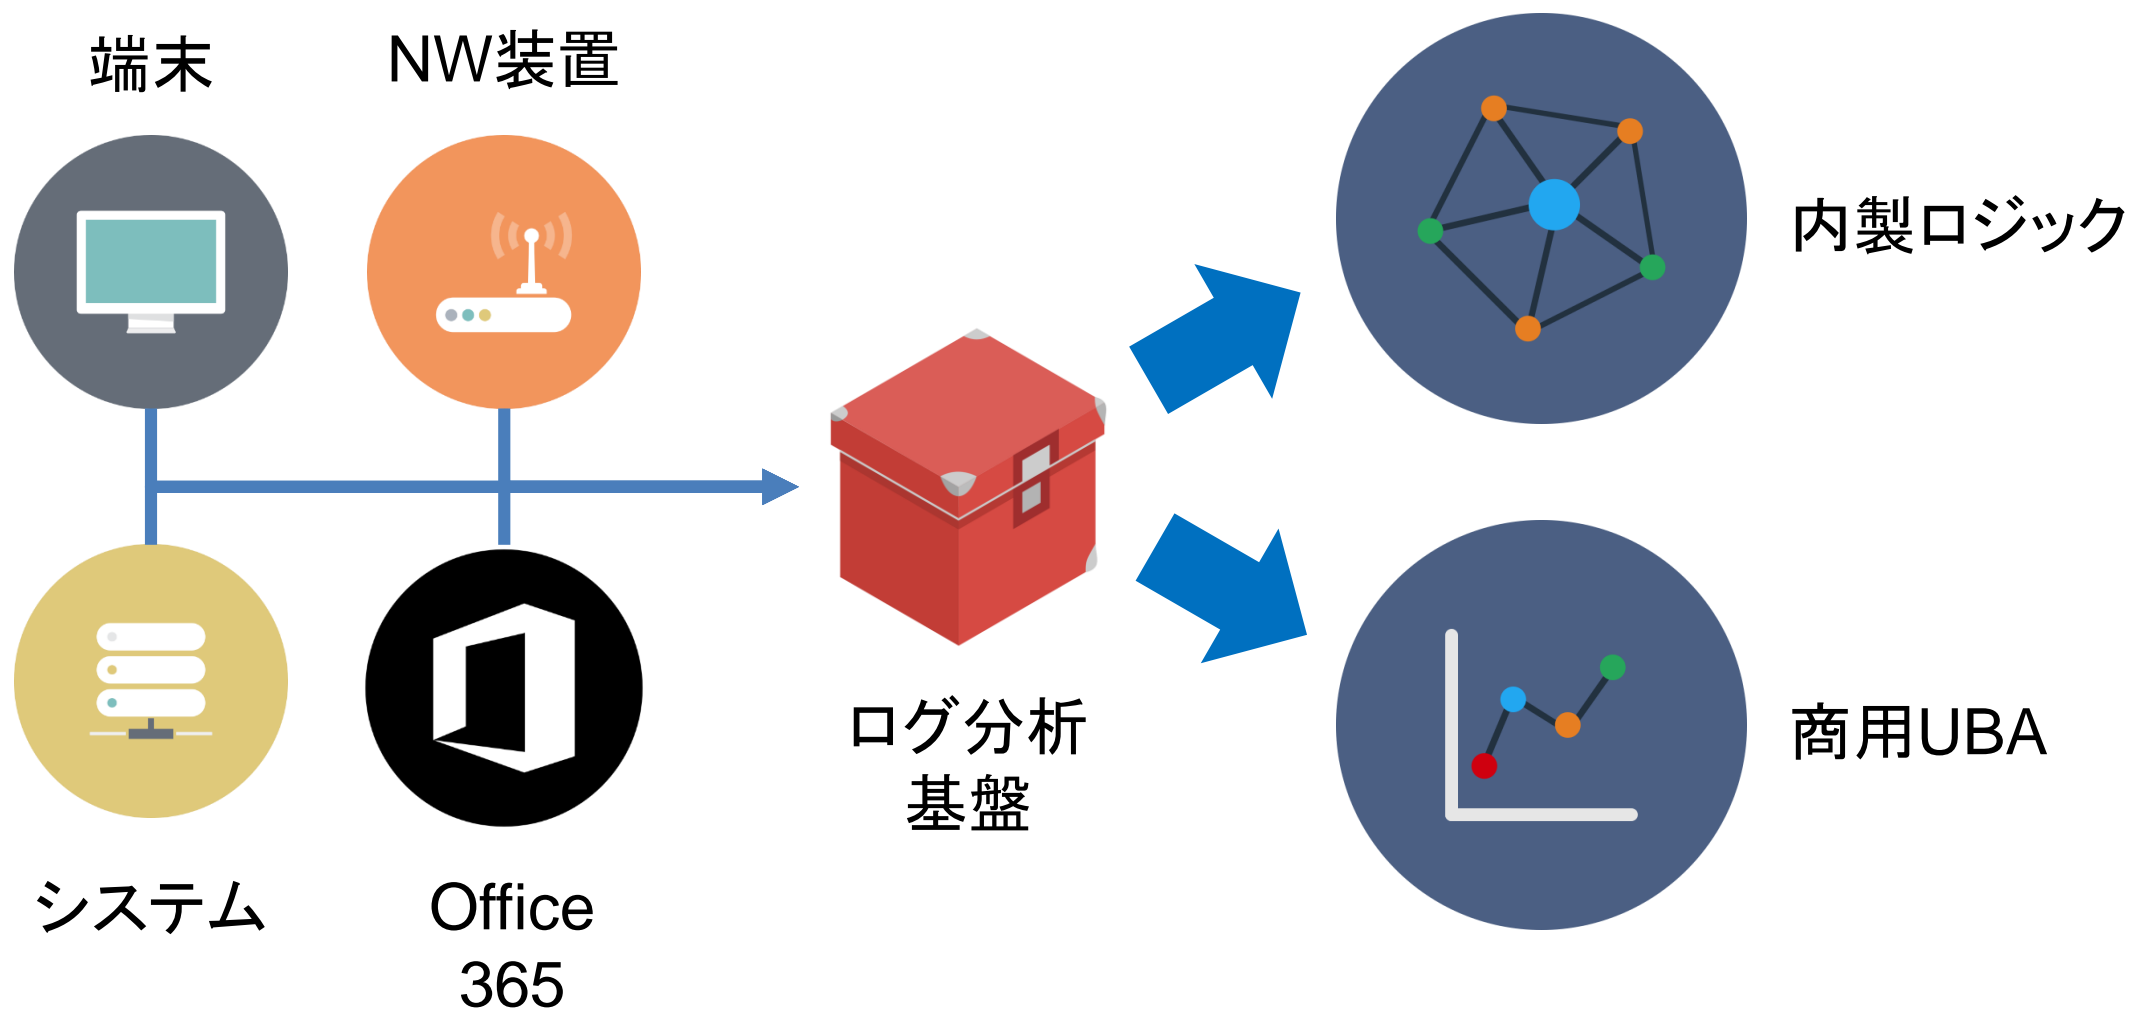 端末
NW装置
システム
Office
365
ログ分析
基盤
内製ロジック
商用UBA